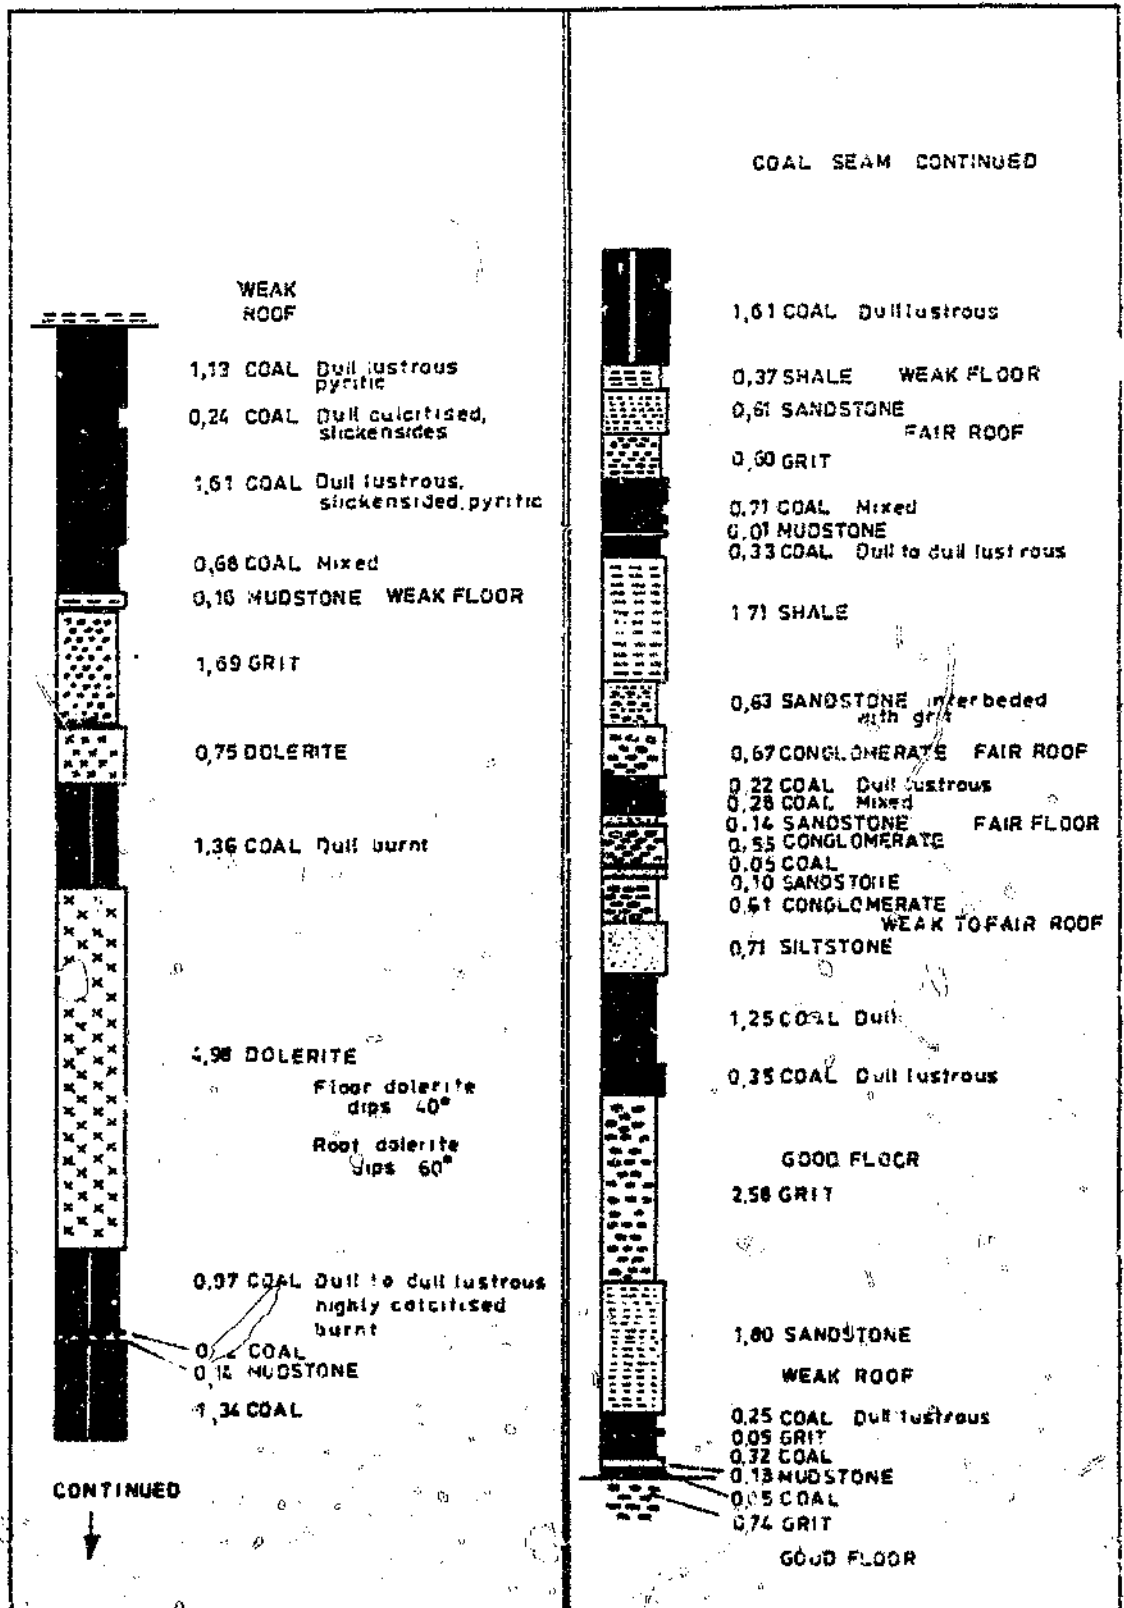 WEAK
ROOF
1,13 COAL Dull lustrous
pyritic
0,24 COAL Dull calcitised,
slickensides
1,61 COAL Dull lustrous,
slickensided, pyritic
0,68 COAL Mixed
0,16 MUDSTONE WEAK FLOOR
1,69 GRIT
0,75 DOLERITE
1,36 COAL Dull burnt
4,98 DOLERITE
Floor dolerite
dips 40°
Roof dolerite
dips 60°
0,97 COAL Dull to dull lustrous
highly calcitised
burnt
COAL
0,14 MUDSTONE
1,34 COAL
CONTINUED
COAL SEAM CONTINUED
1,61 COAL Dull lustrous
0,37 SHALE WEAK FLOOR
0,61 SANDSTONE
FAIR ROOF
0,60 GRIT
0,71 COAL Mixed
0,01 MUDSTONE
0,33 COAL Dull to dull lustrous
1,71 SHALE
0,63 SANDSTONE interbeded
with grit
0,67 CONGLOMERATE FAIR ROOF
0,22 COAL Dull lustrous
0,28 COAL Mixed
0,14 SANDSTONE FAIR FLOOR
0,55 CONGLOMERATE
0,05 COAL
0,10 SANDSTONE
0,61 CONGLOMERATE
WEAK TO FAIR ROOF
0,71 SILTSTONE
1,25 COAL Dull
0,35 COAL Dull lustrous
GOOD FLOOR
2,58 GRIT
1,80 SANDSTONE
WEAK ROOF
0,25 COAL Dull lustrous
0,05 GRIT
0,32 COAL
0,13 MUDSTONE
0,05 COAL
0,74 GRIT
GOOD FLOOR